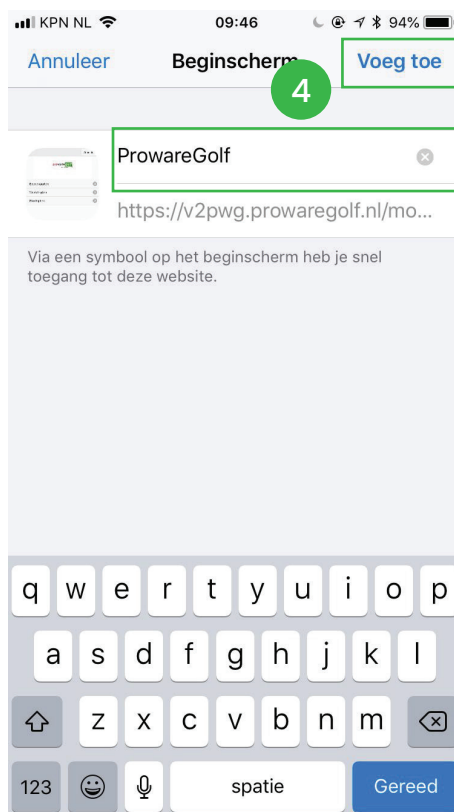 KPN NL 09:46 94%
Annuleer Beginscherm Voeg toe
4
ProwareGolf
https://v2pwg.prowaregolf.nl/mo...
Via een symbool op het beginscherm heb je snel
toegang tot deze website.
q w e r t y u i o p
a s d f g h j k l
z x c v b n m
123 spatie Gereed